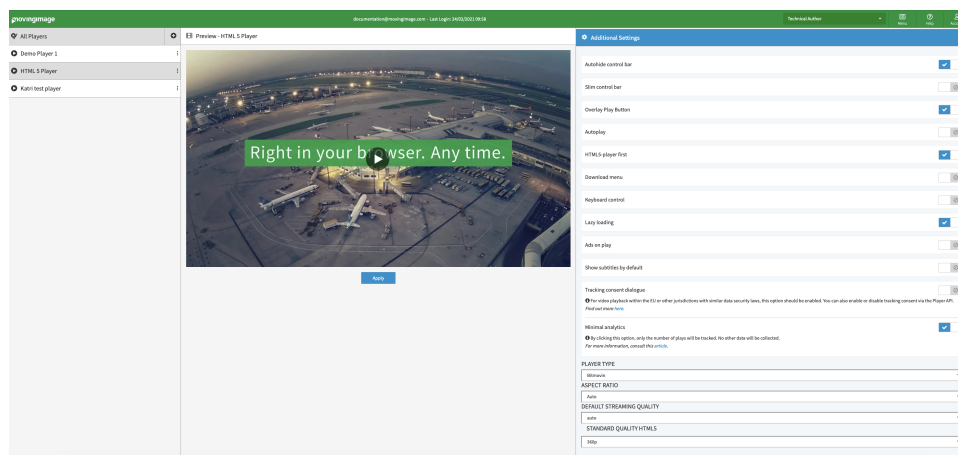 movingimage
documentation@movingimage.com - Last Login: 24/03/2021 09:58
Technical Author
Menu
Help
All Players
Preview - HTML 5 Player
Additional Settings
Demo Player 1
HTML 5 Player
Katri test player
Right in your browser. Any time.
Apply
Autohide control bar
Slim control bar
Overlay Play Button
Autoplay
HTML5-player first
Download menu
Keyboard control
Lazy loading
Ads on play
Show subtitles by default
Tracking consent dialogue
For video playback within the EU or other jurisdictions with similar data security laws, this option should be enabled. You can also enable or disable tracking consent via the Player API.
Find out more here.
Minimal analytics
By clicking this option, only the number of plays will be tracked. No other data will be collected.
For more information, consult this article.
PLAYER TYPE
Bitmovin
ASPECT RATIO
Auto
DEFAULT STREAMING QUALITY
auto
STANDARD QUALITY HTML5
360p